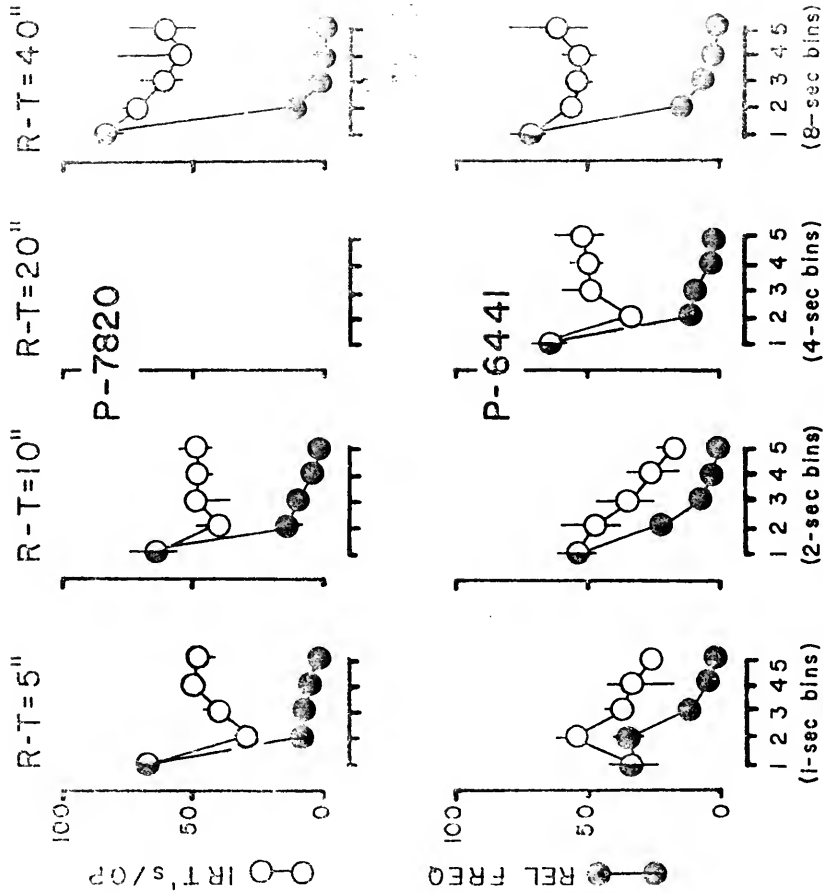 R-T=5" R-T=10" R-T=20" R-T=40"
P-7820
100
50
0
IRT's/OP
P-6441
100
50
0
REL FREQ
1 2 3 4 5 1 2 3 4 5 1 2 3 4 5 1 2 3 4 5
(1-sec bins) (2-sec bins) (4-sec bins) (8-sec bins)